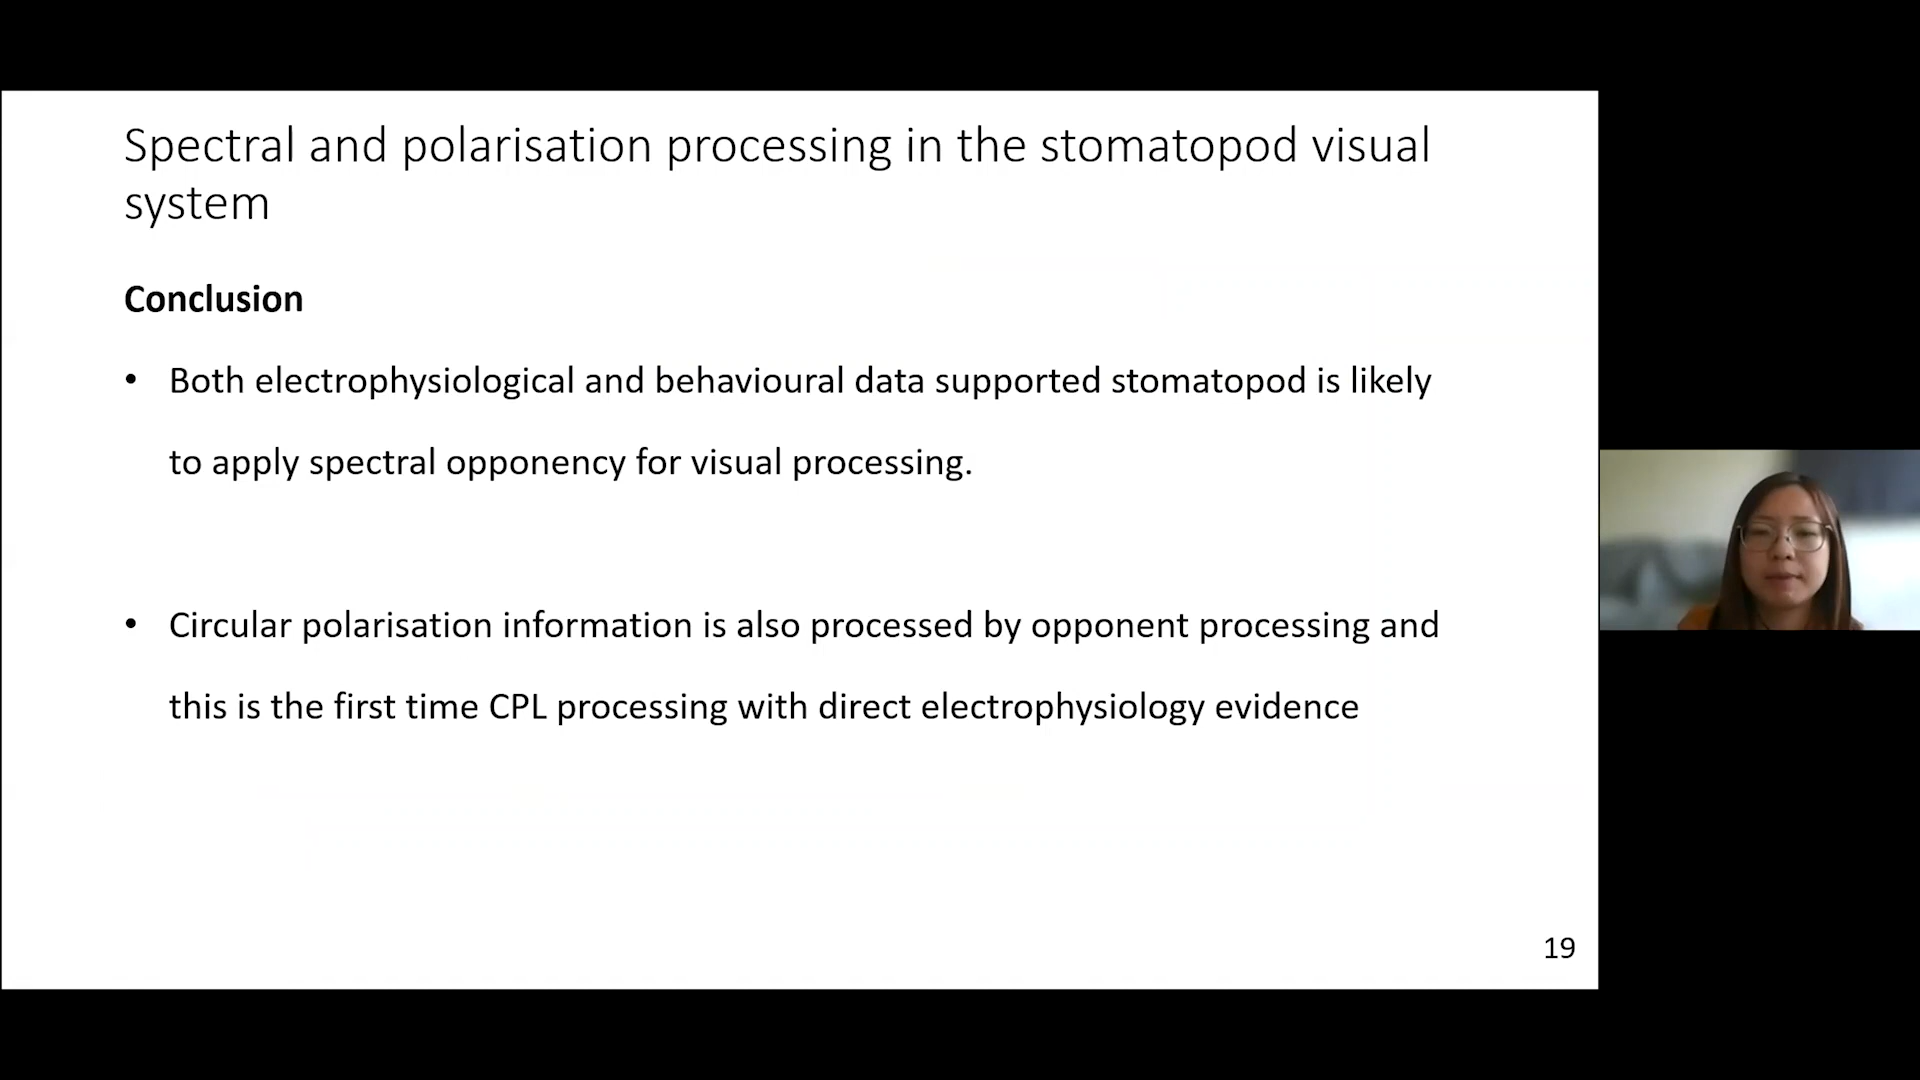 Spectral and polarisation processing in the stomatopod visual
system
Conclusion
• Both electrophysiological and behavioural data supported stomatopod is likely
to apply spectral opponency for visual processing.
• Circular polarisation information is also processed by opponent processing and
this is the first time CPL processing with direct electrophysiology evidence
19